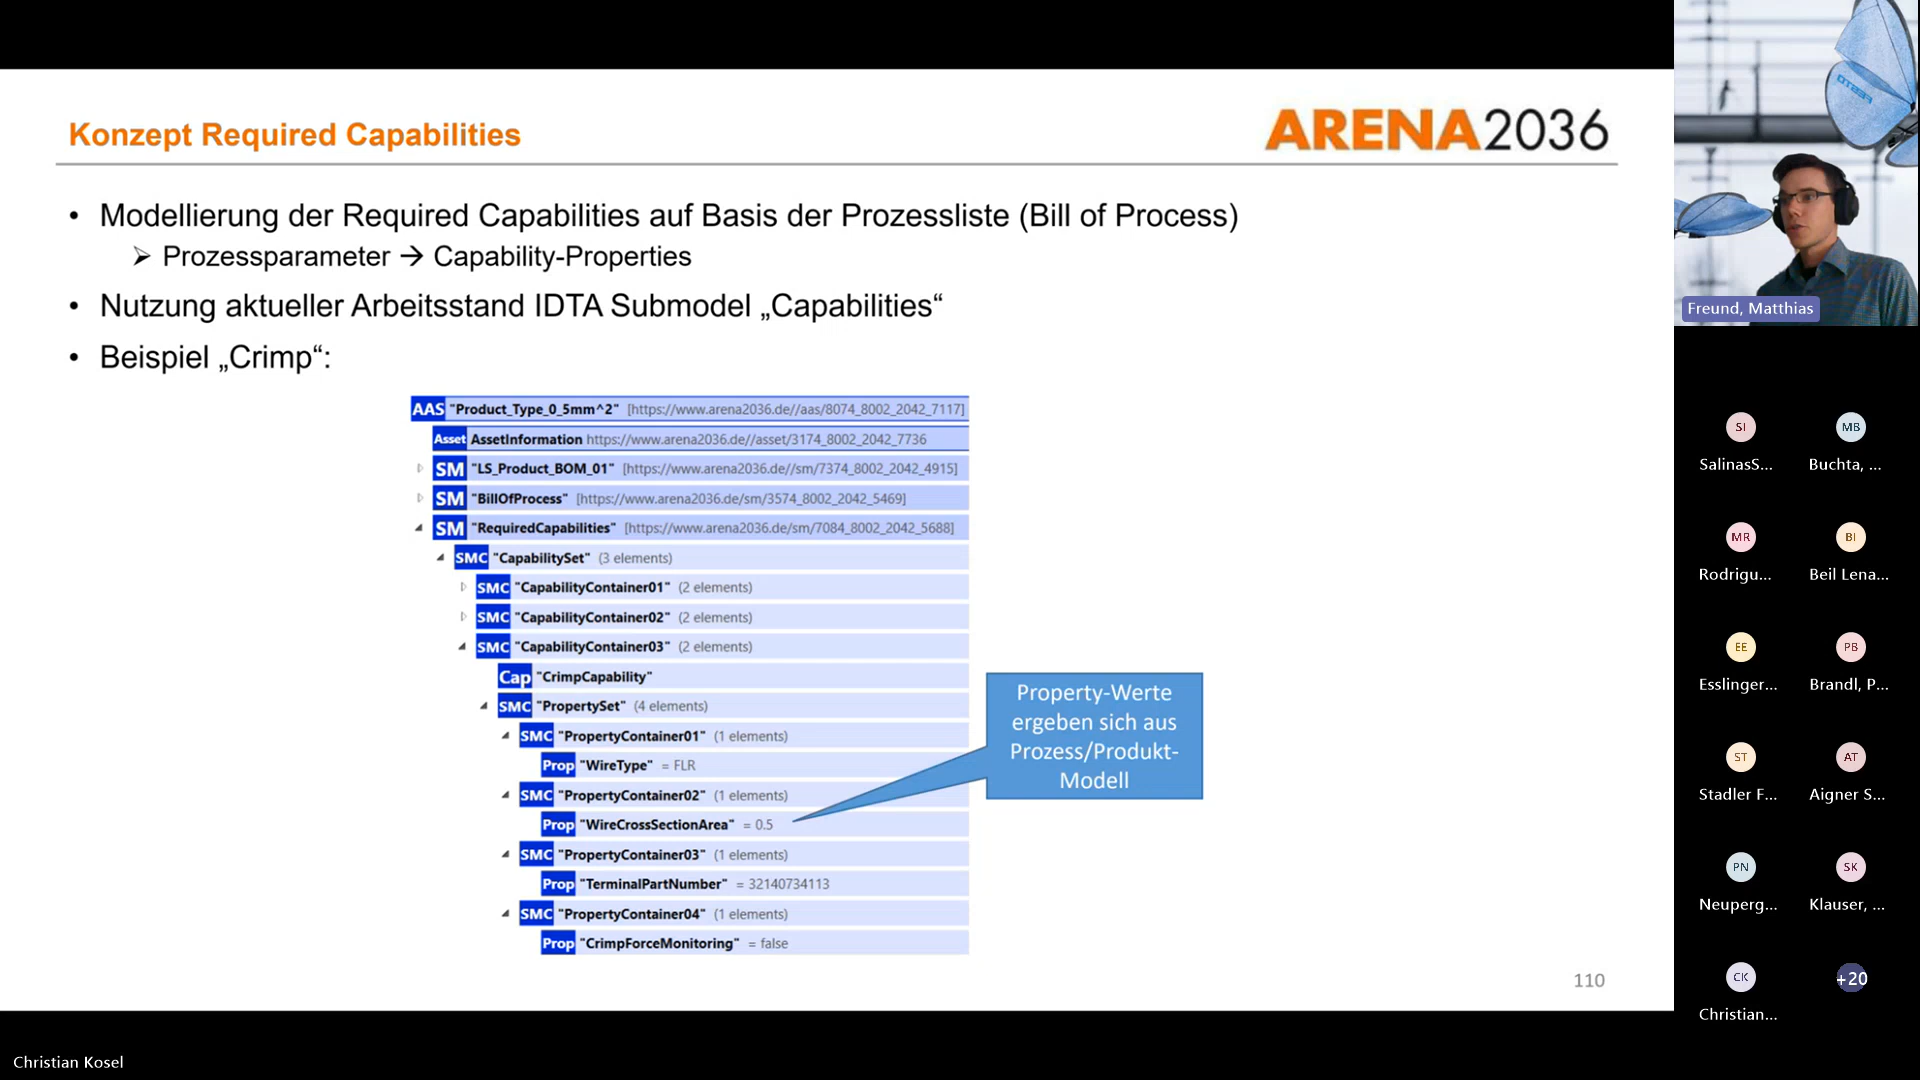 Konzept Required Capabilities
ARENA2036
• Modellierung der Required Capabilities auf Basis der Prozessliste (Bill of Process)
➢ Prozessparameter → Capability-Properties
• Nutzung aktueller Arbeitsstand IDTA Submodel „Capabilities“
• Beispiel „Crimp“:
AAS "Product_Type_0_5mm^2" [https://www.arena2036.de//aas/8074_8002_2042_7117]
Asset AssetInformation https://www.arena2036.de//asset/3174_8002_2042_7736
SM "LS_Product_BOM_01" [https://www.arena2036.de//sm/7374_8002_2042_4915]
SM "BillOfProcess" [https://www.arena2036.de/sm/3574_8002_2042_5469]
SM "RequiredCapabilities" [https://www.arena2036.de/sm/7084_8002_2042_5688]
SMC "CapabilitySet" (3 elements)
SMC "CapabilityContainer01" (2 elements)
SMC "CapabilityContainer02" (2 elements)
SMC "CapabilityContainer03" (2 elements)
Cap "CrimpCapability"
SMC "PropertySet" (4 elements)
SMC "PropertyContainer01" (1 elements)
Prop "WireType" = FLR
SMC "PropertyContainer02" (1 elements)
Prop "WireCrossSectionArea" = 0.5
SMC "PropertyContainer03" (1 elements)
Prop "TerminalPartNumber" = 32140734113
SMC "PropertyContainer04" (1 elements)
Prop "CrimpForceMonitoring" = false
Property-Werte
ergeben sich aus
Prozess/Produkt-
Modell
110
Christian Kosel
FESTO
Freund, Matthias
SI MB
SalinasS... Buchta, ...
MR BI
Rodrigu... Beil Lena...
EE PB
Esslinger... Brandl, P...
ST AT
Stadler F... Aigner S...
PN SK
Neuperg... Klauser, ...
CK +20
Christian...